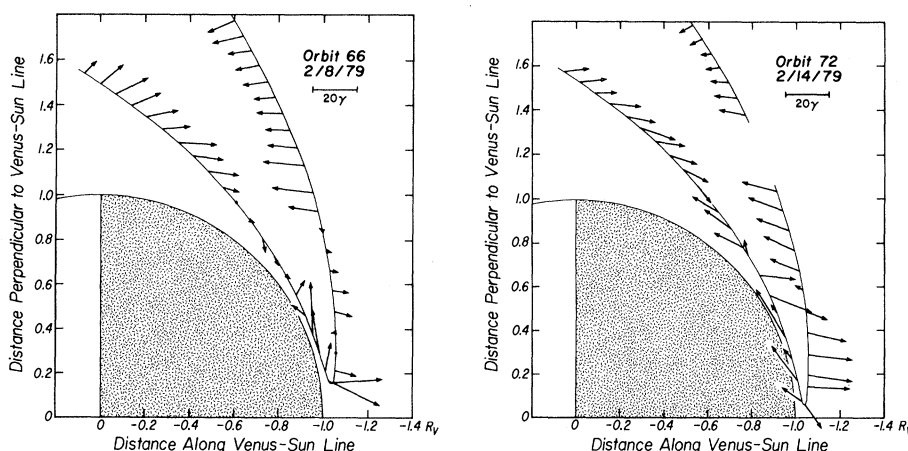 1.6
1.4
1.2
1.0
0.8
0.6
0.4
0.2
0
Distance Perpendicular to Venus-Sun Line
Orbit 66
2/8/79
20γ
0 -0.2 -0.4 -0.6 -0.8 -1.0 -1.2 -1.4 Rv
Distance Along Venus-Sun Line
1.6
1.4
1.2
1.0
0.8
0.6
0.4
0.2
0
Distance Perpendicular to Venus-Sun Line
Orbit 72
2/14/79
20γ
0 -0.2 -0.4 -0.6 -0.8 -1.0 -1.2 -1.4
Distance Along Venus-Sun Line